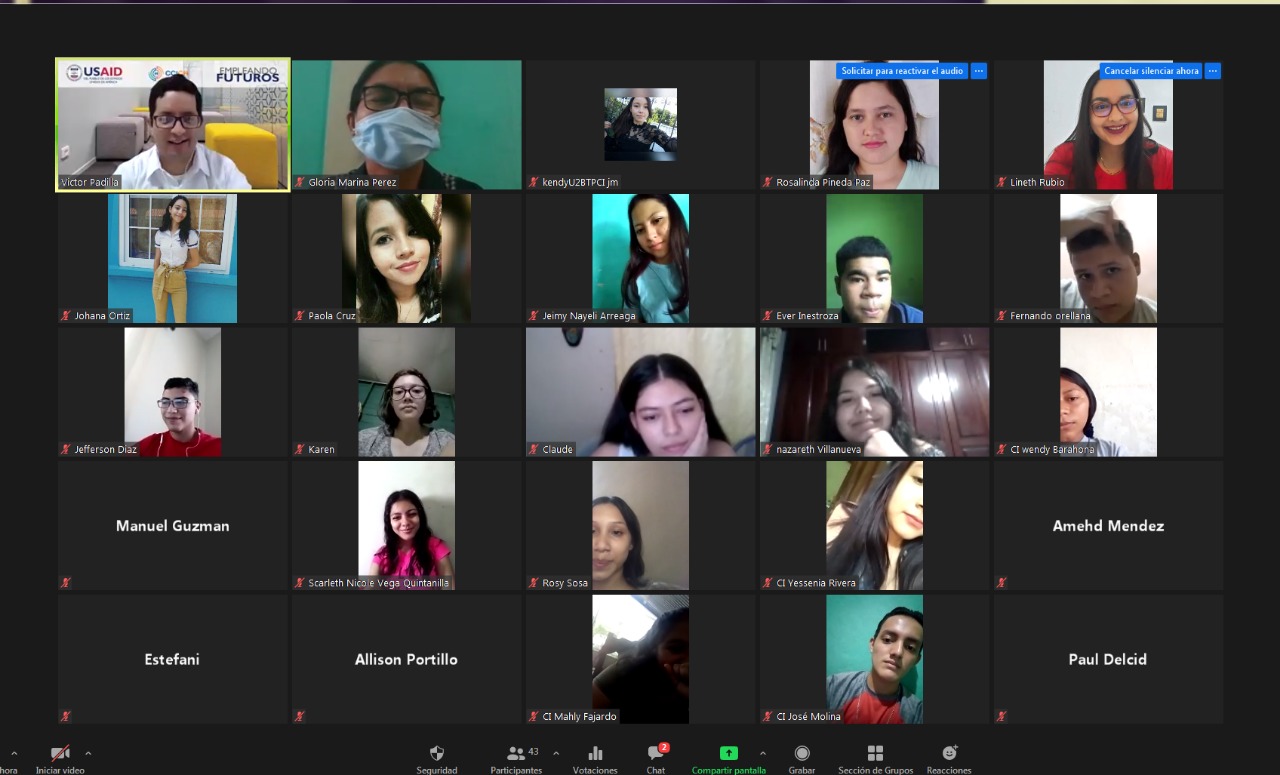 USAID
EMPLEANDO
FUTUROS
Victor Padilla
Gloria Marina Perez
kendyU2BTPCI jm
Solicitar para reactivar el audio ...
Rosalinda Pineda Paz
Cancelar silenciar ahora ...
Lineth Rubio
Johana Ortiz
Paola Cruz
Jeimy Nayeli Arreaga
Ever Inestroza
Fernando orellana
Jefferson Diaz
Karen
Claude
nazareth Villanueva
CI wendy Barahona
Manuel Guzman
Scarleth Nicole Vega Quintanilla
Rosy Sosa
CI Yessenia Rivera
Amehd Mendez
Estefani
Allison Portillo
CI Mahly Fajardo
CI José Molina
Paul Delcid
hora
Iniciar video
Seguridad
43
Participantes
Votaciones
2
Chat
Compartir pantalla
Grabar
Sección de Grupos
Reacciones